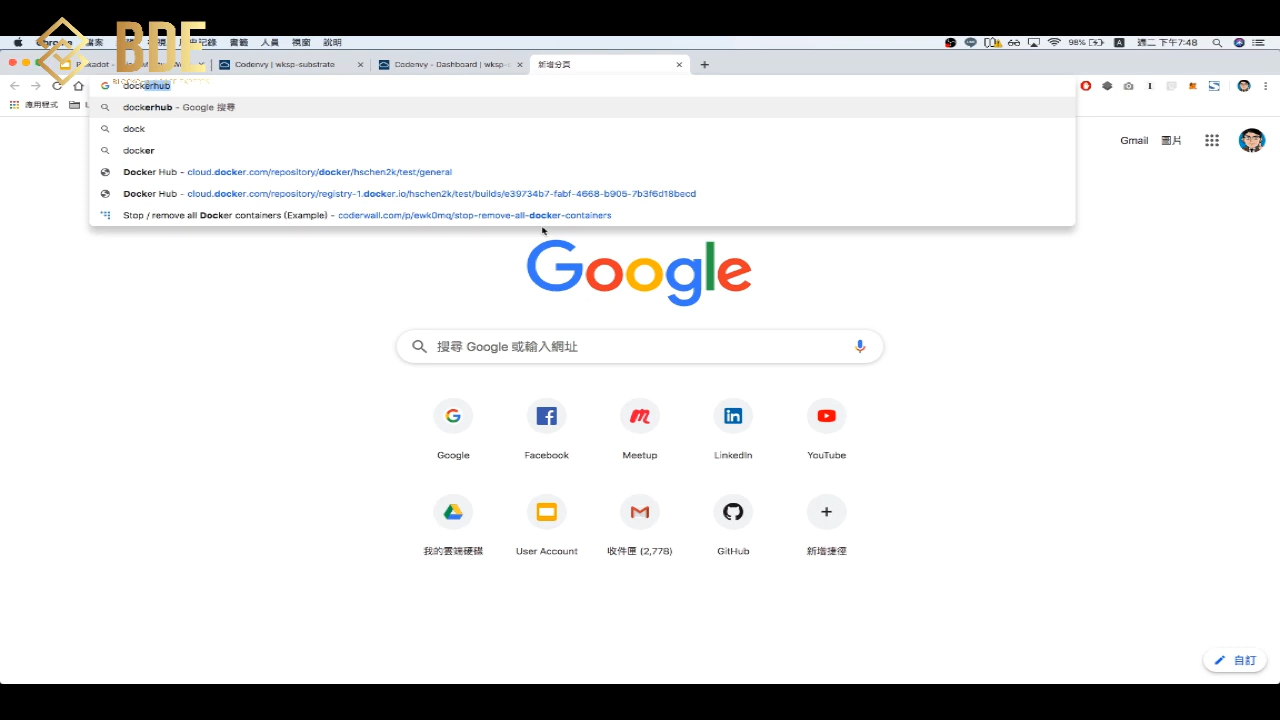 BDE
Chrome 檔案 記錄 書籤 人員 視窗 說明
98% 週二 下午7:48
Codenvy | wksp-substrate
Codenvy - Dashboard | wksp-
新增分頁
dockerhub
應用程式
dockerhub - Google 搜尋
dock
docker
Docker Hub - cloud.docker.com/repository/docker/hschen2k/test/general
Docker Hub - cloud.docker.com/repository/registry-1.docker.io/hschen2k/test/builds/e39734b7-fabf-4668-b905-7b3f6d18becd
Stop / remove all Docker containers (Example) - coderwall.com/p/ewk0mq/stop-remove-all-docker-containers
Gmail 圖片
Google
搜尋 Google 或輸入網址
Google Facebook Meetup LinkedIn YouTube
我的雲端硬碟 User Account 收件匣 (2,778) GitHub 新增捷徑
自訂